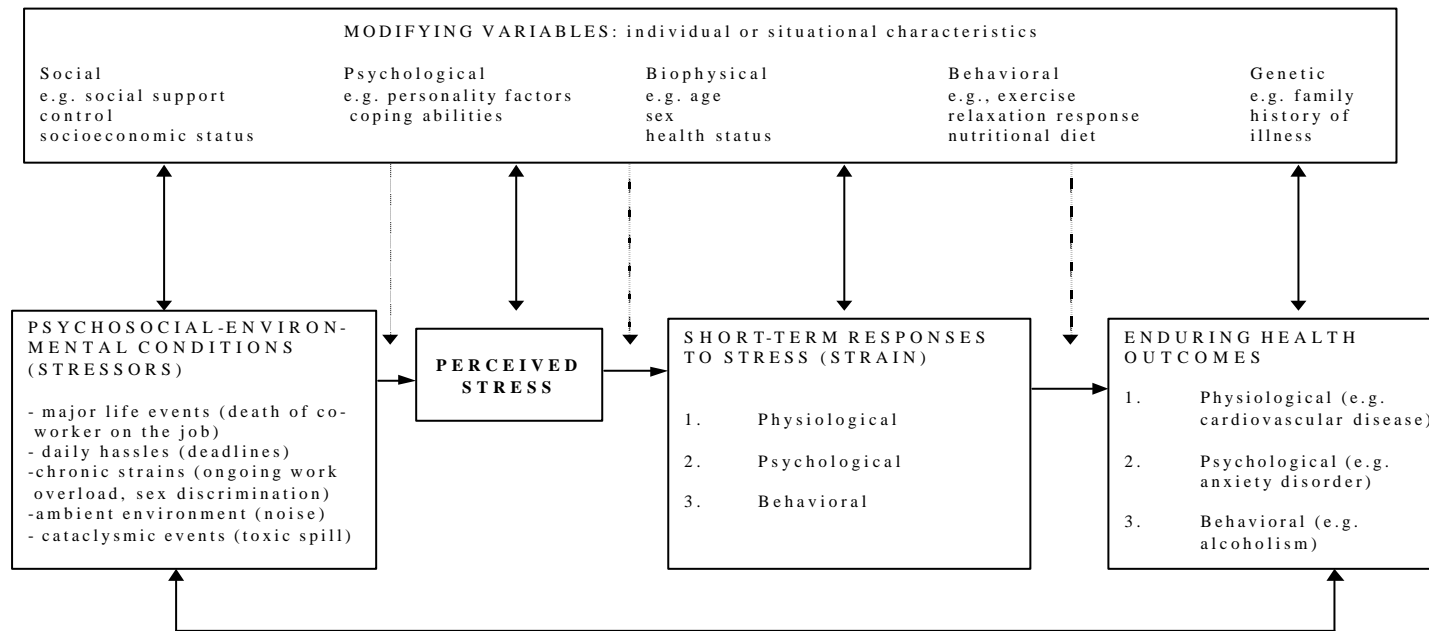 MODIFYING VARIABLES: individual or situational characteristics
Social
e.g. social support
control
socioeconomic status
Psychological
e.g. personality factors
coping abilities
Biophysical
e.g. age
sex
health status
Behavioral
e.g., exercise
relaxation response
nutritional diet
Genetic
e.g. family
history of
illness
PSYCHOSOCIAL-ENVIRON-
MENTAL CONDITIONS
(STRESSORS)
- major life events (death of co-
worker on the job)
- daily hassles (deadlines)
-chronic strains (ongoing work
overload, sex discrimination)
-ambient environment (noise)
- cataclysmic events (toxic spill)
PERCEIVED
STRESS
SHORT-TERM RESPONSES
TO STRESS (STRAIN)
1. Physiological
2. Psychological
3. Behavioral
ENDURING HEALTH
OUTCOMES
1. Physiological (e.g.
cardiovascular disease)
2. Psychological (e.g.
anxiety disorder)
3. Behavioral (e.g.
alcoholism)